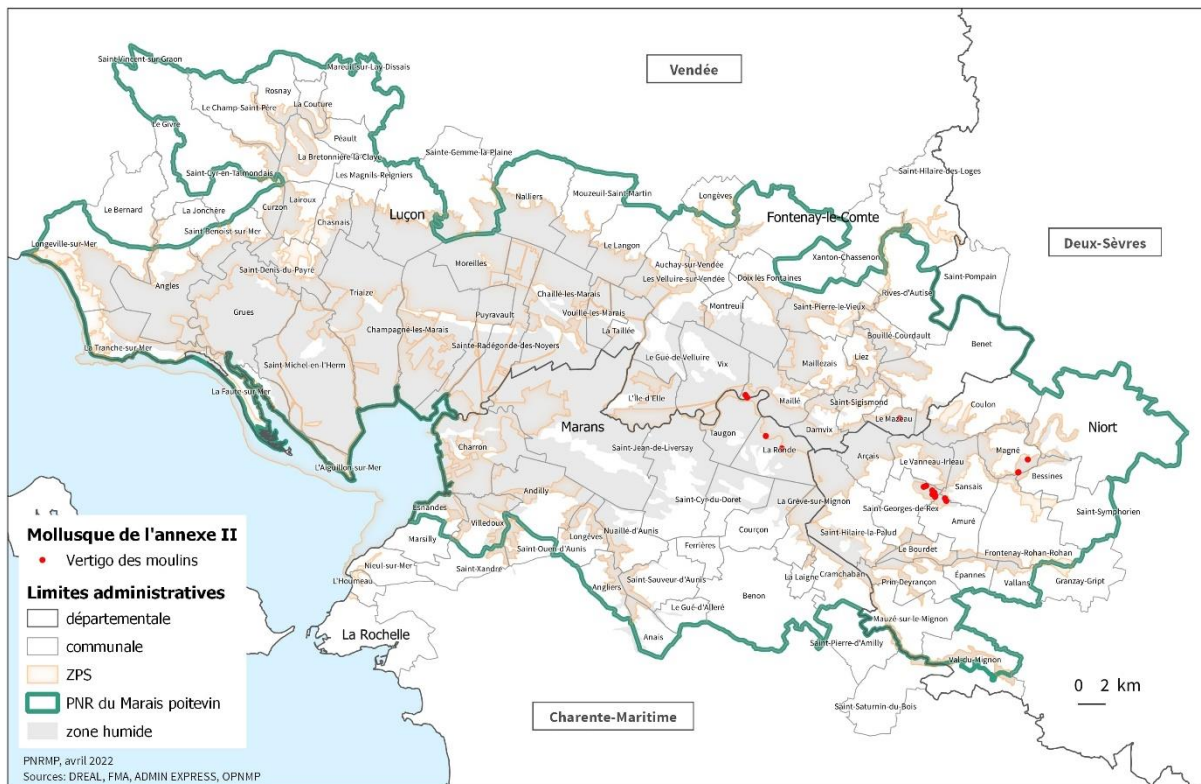 Vendée
Saint-Vincent-sur-Graon
Mareuil-sur-Lay-Dissais
Rosnay
Le Champ-Saint-Père
La Couture
Le Givre
Péault
La Bretonnière-la-Claye
Sainte-Gemme-la-Plaine
Saint-Hilaire-des-Loges
Saint-Cyr-en-Talmondais
Les Magnils-Reigniers
Nalliers
Mouzeuil-Saint-Martin
Longèves
Le Bernard
La Jonchère
Curzon
Lairoux
Luçon
Fontenay-le-Comte
Saint-Benoist-sur-Mer
Chasnais
Deux-Sèvres
Longeville-sur-Mer
Le Langon
Xanton-Chassenon
Saint-Denis-du-Payré
Moreilles
Auchay-sur-Vendée
Les Velluire-sur-Vendée
Doix lès Fontaines
Saint-Pompain
Angles
Triaize
Chaillé-les-Marais
Rives-d'Autise
Grues
Puyravault
Vouillé-les-Marais
Montreuil
Saint-Pierre-le-Vieux
Champagné-les-Marais
La Taillée
Bouillé-Courdault
Sainte-Radégonde-des-Noyers
Benet
La Tranche-sur-Mer
Le Gué-de-Velluire
Vix
Maillezais
Liez
Saint-Michel-en-l'Herm
La Faute-sur-Mer
L'Île-d'Elle
Maillé
Saint-Sigismond
Coulon
Le Mazeau
Niort
Marans
Taugon
Damvix
Charron
Saint-Jean-de-Liversay
La Ronde
Arçais
Le Vanneau-Irleau
Magné
Bessines
L'Aiguillon-sur-Mer
Sansais
Andilly
Saint-Cyr-du-Doret
La Grève-sur-Mignon
Saint-Georges-de-Rex
Saint-Symphorien
Esnandes
Villedoux
Amuré
Marsilly
Longèves
Nuaillé-d'Aunis
Courçon
Saint-Hilaire-la-Palud
Saint-Ouen-d'Aunis
Ferrières
Le Bourdet
Frontenay-Rohan-Rohan
Nieul-sur-Mer
Saint-Xandre
Angliers
Saint-Sauveur-d'Aunis
La Laigne
Cramchaban
Prin-Deyrançon
Épannes
Vallans
Granzay-Gript
L'Houmeau
Benon
Le Gué-d'Alleré
Mauzé-sur-le-Mignon
La Rochelle
Anais
Saint-Pierre-d'Amilly
Val-du-Mignon
Saint-Saturnin-du-Bois
Charente-Maritime
0 2 km
Mollusque de l'annexe II
Vertigo des moulins
Limites administratives
départementale
communale
ZPS
PNR du Marais poitevin
zone humide
PNRMP, avril 2022
Sources: DREAL, FMA, ADMIN EXPRESS, OPNMP